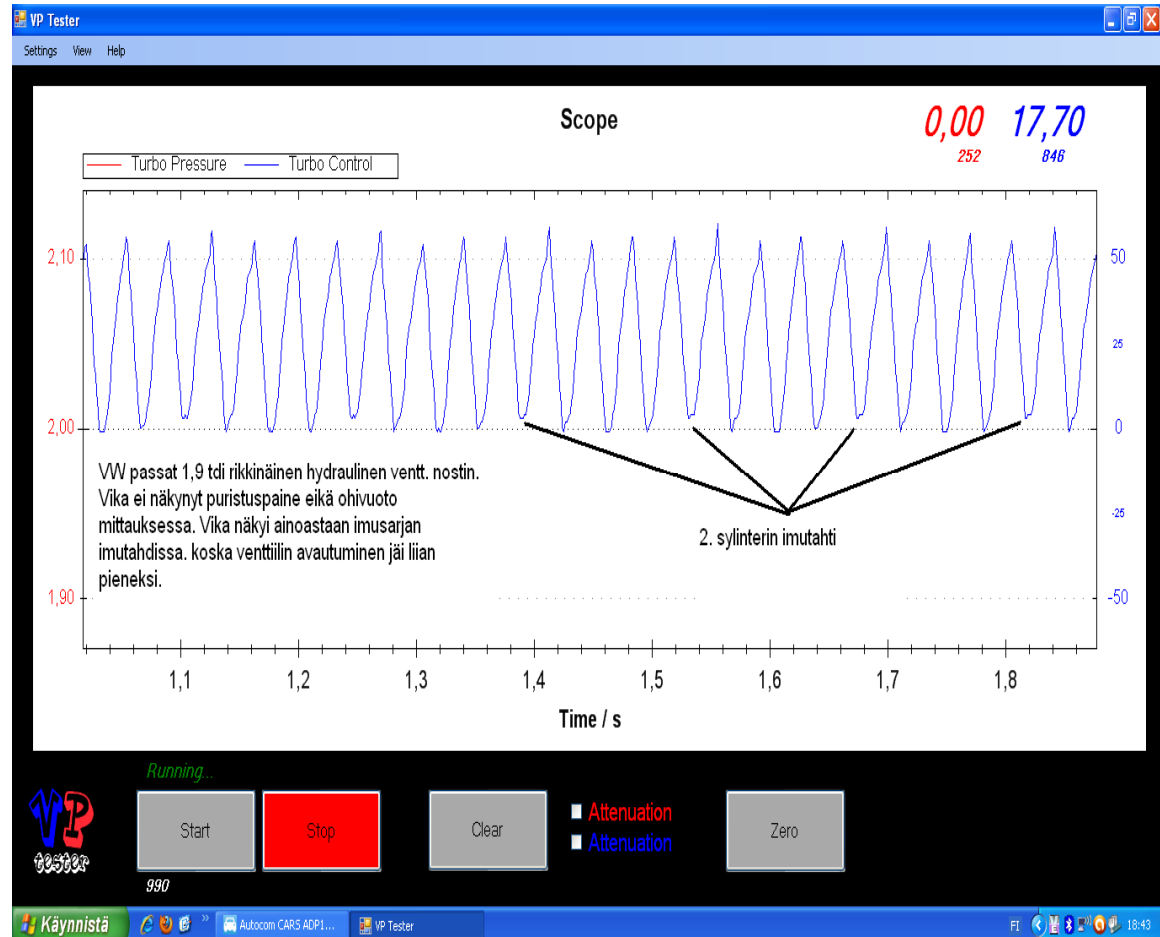 VP Tester
Settings View Help
Scope
0,00 17,70
252 846
Turbo Pressure Turbo Control
2,10
2,00
1,90
50
25
0
-25
-50
VW passat 1,9 tdi rikkinäinen hydraulinen ventt. nostin.
Vika ei näkynyt puristuspaine eikä ohivuoto
mittauksessa. Vika näkyi ainoastaan imusarjan
imutahdissa. koska venttiilin avautuminen jäi liian
pieneksi.
2. sylinterin imutahti
1,1 1,2 1,3 1,4 1,5 1,6 1,7 1,8
Time / s
Running...
VP
tester
Start Stop Clear Zero
Attenuation
Attenuation
990
Käynnistä Autocom CARS ADP1... VP Tester FI 18:43